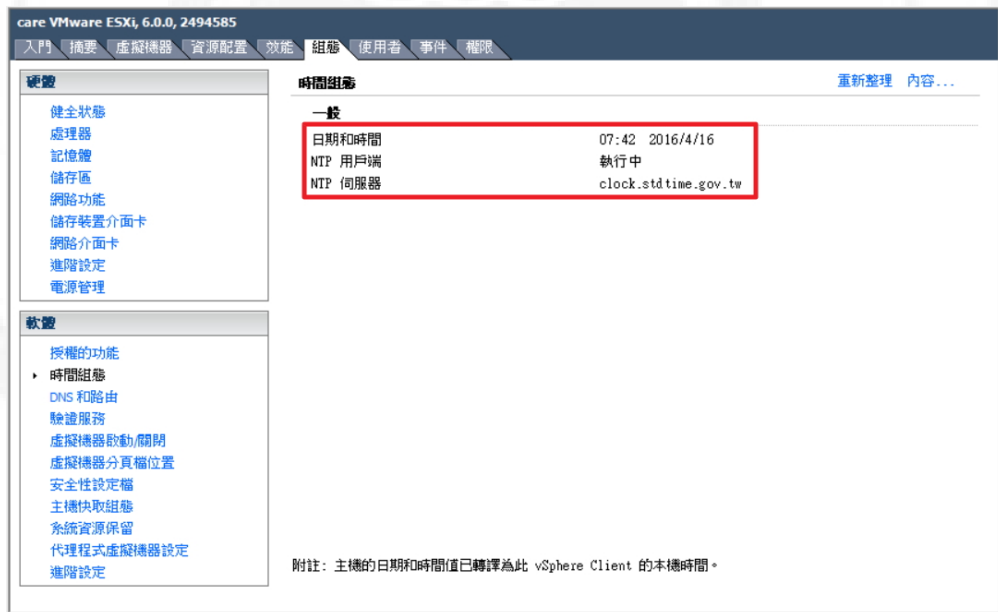 care VMware ESXi, 6.0.0, 2494585
入門 摘要 虛擬機器 資源配置 效能 組態 使用者 事件 權限
硬體
健全狀態
處理器
記憶體
儲存區
網路功能
儲存裝置介面卡
網路介面卡
進階設定
電源管理
軟體
授權的功能
時間組態
DNS 和路由
驗證服務
虛擬機器啟動/關閉
虛擬機器分頁檔位置
安全性設定檔
主機快取組態
系統資源保留
代理程式虛擬機器設定
進階設定
時間組態 重新整理 內容...
一般
日期和時間 07:42 2016/4/16
NTP 用戶端 執行中
NTP 伺服器 clock.stdtime.gov.tw
附註: 主機的日期和時間值已轉譯為此 vSphere Client 的本機時間。